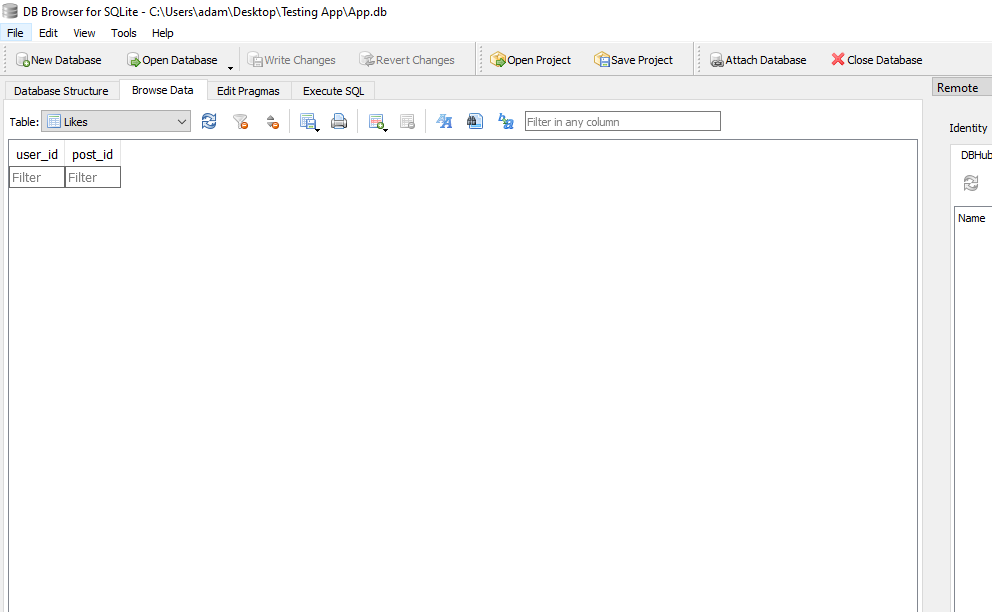 DB Browser for SQLite - C:\Users\adam\Desktop\Testing App\App.db
File Edit View Tools Help
New Database Open Database Write Changes Revert Changes Open Project Save Project Attach Database Close Database
Database Structure Browse Data Edit Pragmas Execute SQL Remote
Table: Likes Filter in any column Identity
user_id post_id DBHub
Filter Filter
Name